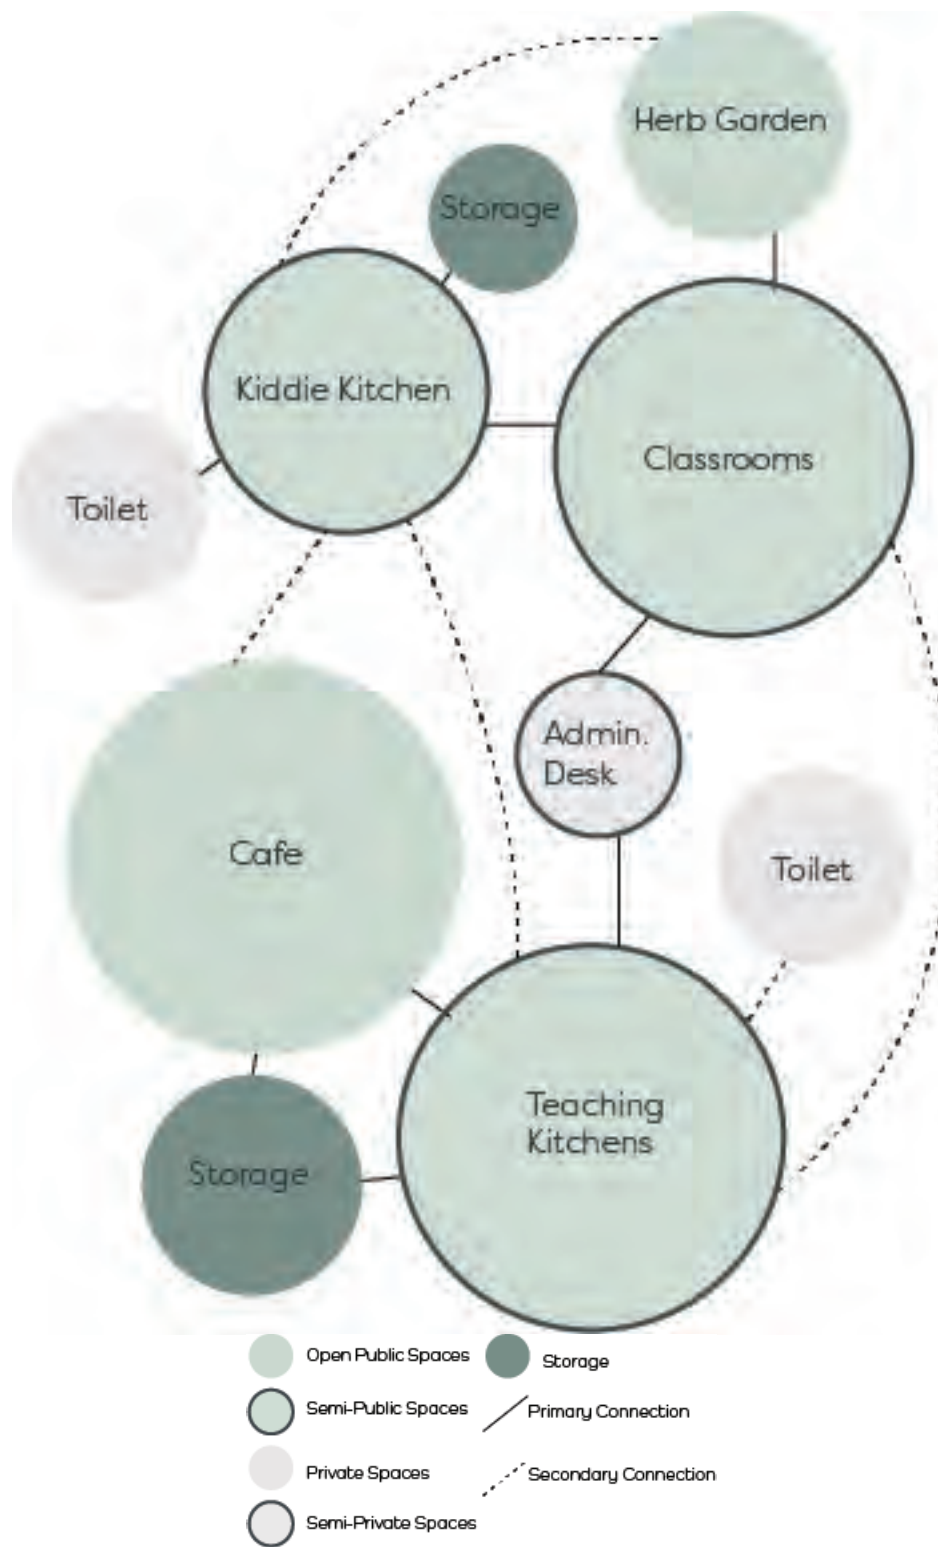 Herb Garden
Storage
Kiddie Kitchen
Classrooms
Toilet
Admin.
Desk
Cafe
Toilet
Teaching
Kitchens
Storage
Open Public Spaces
Storage
Semi-Public Spaces
Primary Connection
Private Spaces
Secondary Connection
Semi-Private Spaces